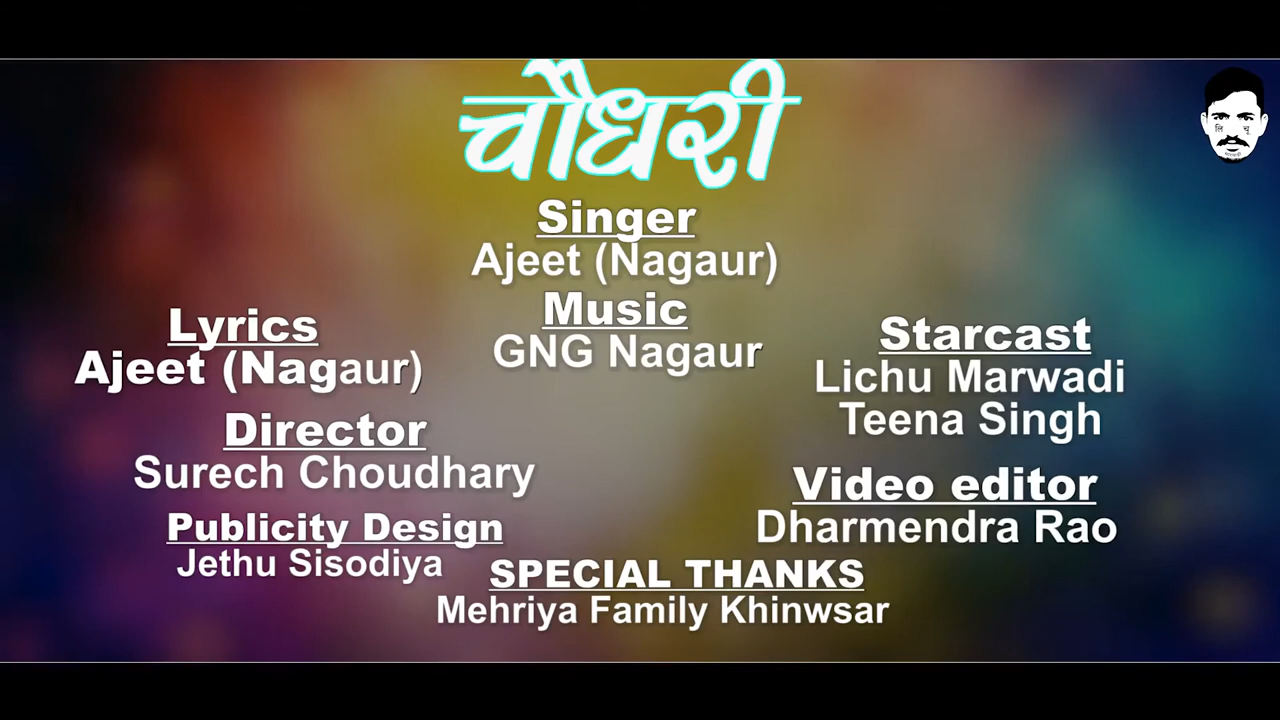 चौधरी
Singer
Ajeet (Nagaur)
Music
GNG Nagaur
Lyrics
Ajeet (Nagaur)
Director
Surech Choudhary
Publicity Design
Jethu Sisodiya
Starcast
Lichu Marwadi
Teena Singh
Video editor
Dharmendra Rao
SPECIAL THANKS
Mehriya Family Khinwsar
लि चू